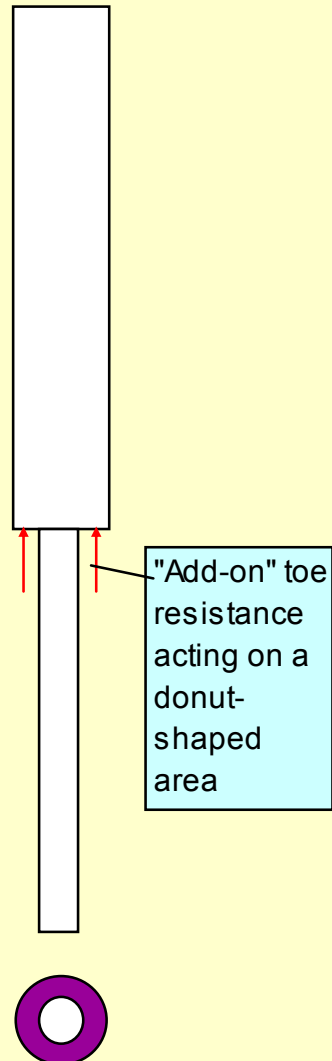 "Add-on" toe
resistance
acting on a
donut-
shaped
area